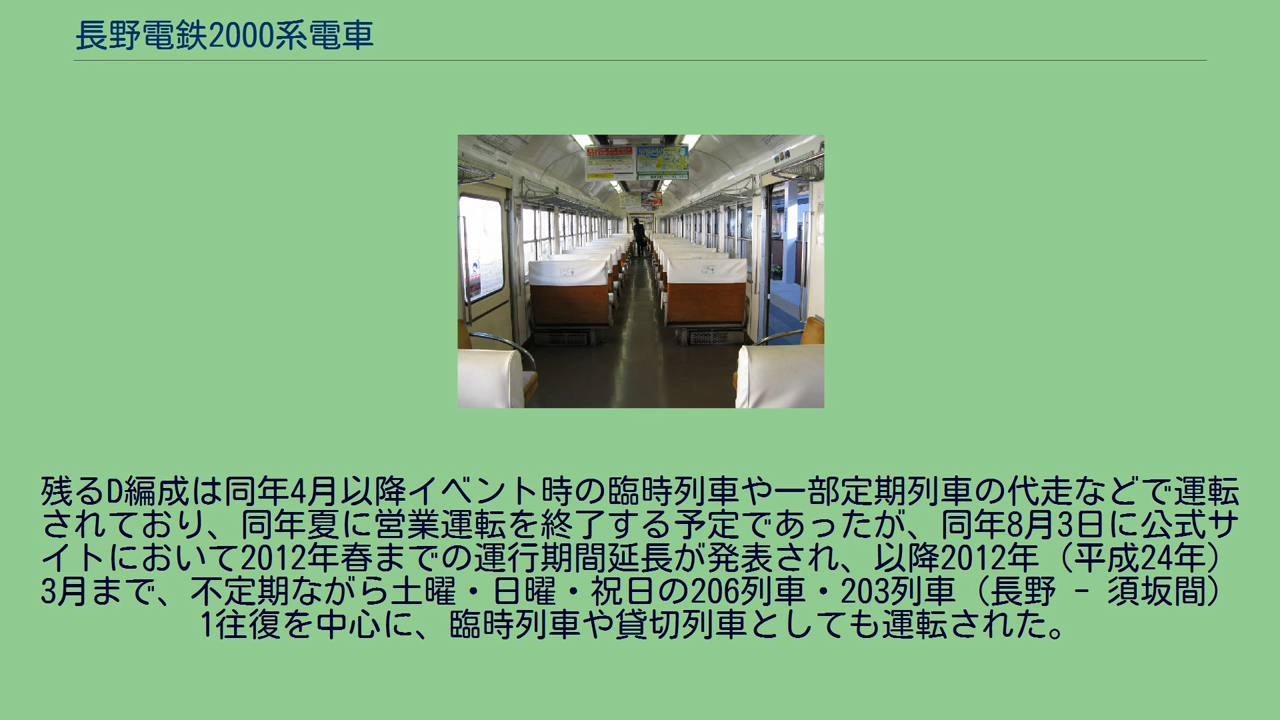 長野電鉄2000系電車
残るD編成は同年4月以降イベント時の臨時列車や一部定期列車の代走などで運転
されており、同年夏に営業運転を終了する予定であったが、同年8月3日に公式サ
イトにおいて2012年春までの運行期間延長が発表され、以降2012年（平成24年）
3月まで、不定期ながら土曜・日曜・祝日の206列車・203列車（長野 - 須坂間）
1往復を中心に、臨時列車や貸切列車としても運転された。